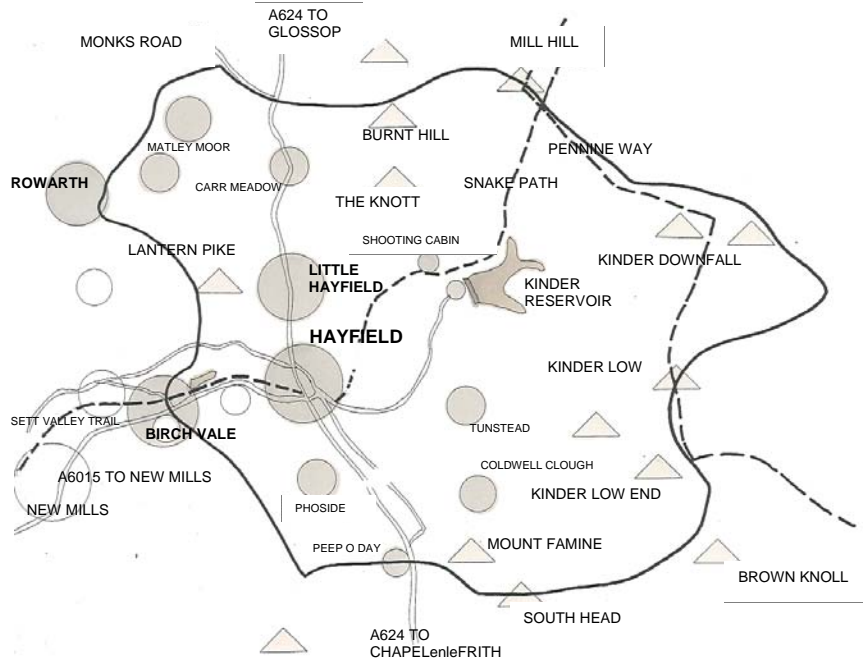 A624 TO
GLOSSOP
MONKS ROAD
MILL HILL
BURNT HILL
MATLEY MOOR
PENNINE WAY
ROWARTH
CARR MEADOW
SNAKE PATH
THE KNOTT
SHOOTING CABIN
LANTERN PIKE
KINDER DOWNFALL
LITTLE
HAYFIELD
KINDER
RESERVOIR
HAYFIELD
KINDER LOW
SETT VALLEY TRAIL
BIRCH VALE
TUNSTEAD
COLDWELL CLOUGH
A6015 TO NEW MILLS
KINDER LOW END
NEW MILLS
PHOSIDE
PEEP O DAY
MOUNT FAMINE
BROWN KNOLL
SOUTH HEAD
A624 TO
CHAPELenleFRITH